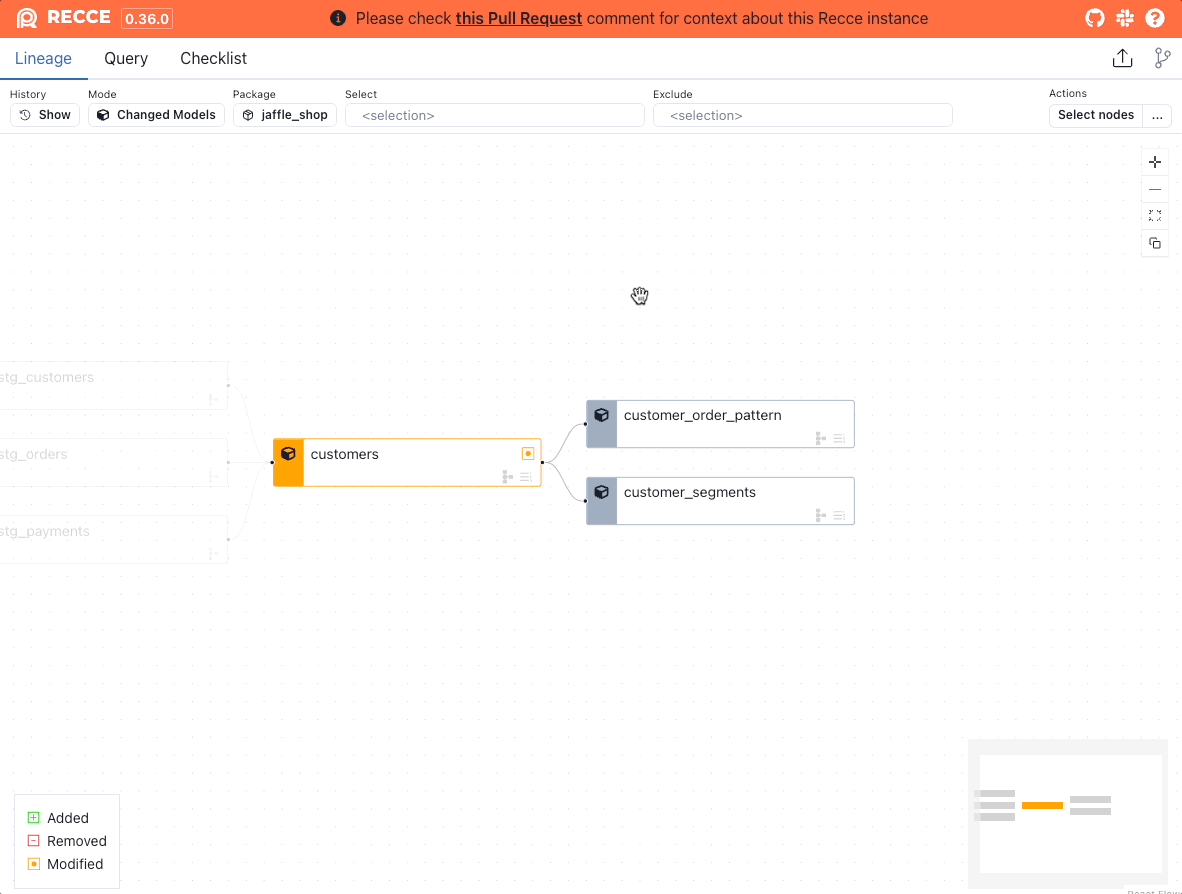 RECCE 0.36.0
Please check this Pull Request comment for context about this Recce instance
Lineage Query Checklist
History Mode Package Select Exclude Actions
Show Changed Models jaffle_shop <selection> <selection> Select nodes ...
stg_customers
customer_order_pattern
stg_orders
customers
customer_segments
stg_payments
Added
Removed
Modified
React Flow